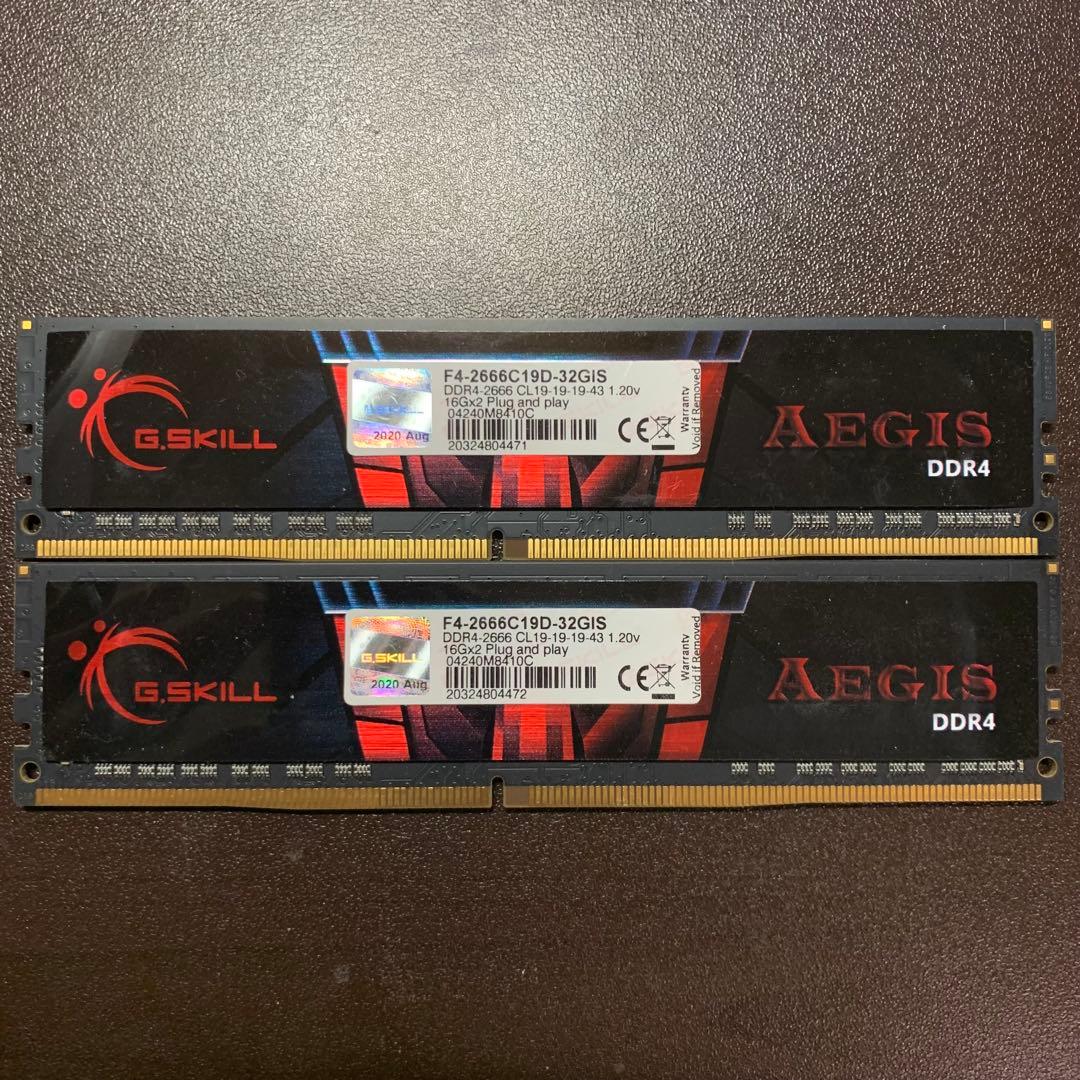 G.SKILL
G.SKILL
2020 Aug
F4-2666C19D-32GIS
DDR4-2666 CL19-19-19-43 1.20v
16Gx2 Plug and play
04240M8410C
20324804471
CE
Warranty
Void if Removed
AEGIS
DDR4
G.SKILL
G.SKILL
2020 Aug
F4-2666C19D-32GIS
DDR4-2666 CL19-19-19-43 1.20v
16Gx2 Plug and play
04240M8410C
20324804472
CE
Warranty
Void if Removed
AEGIS
DDR4